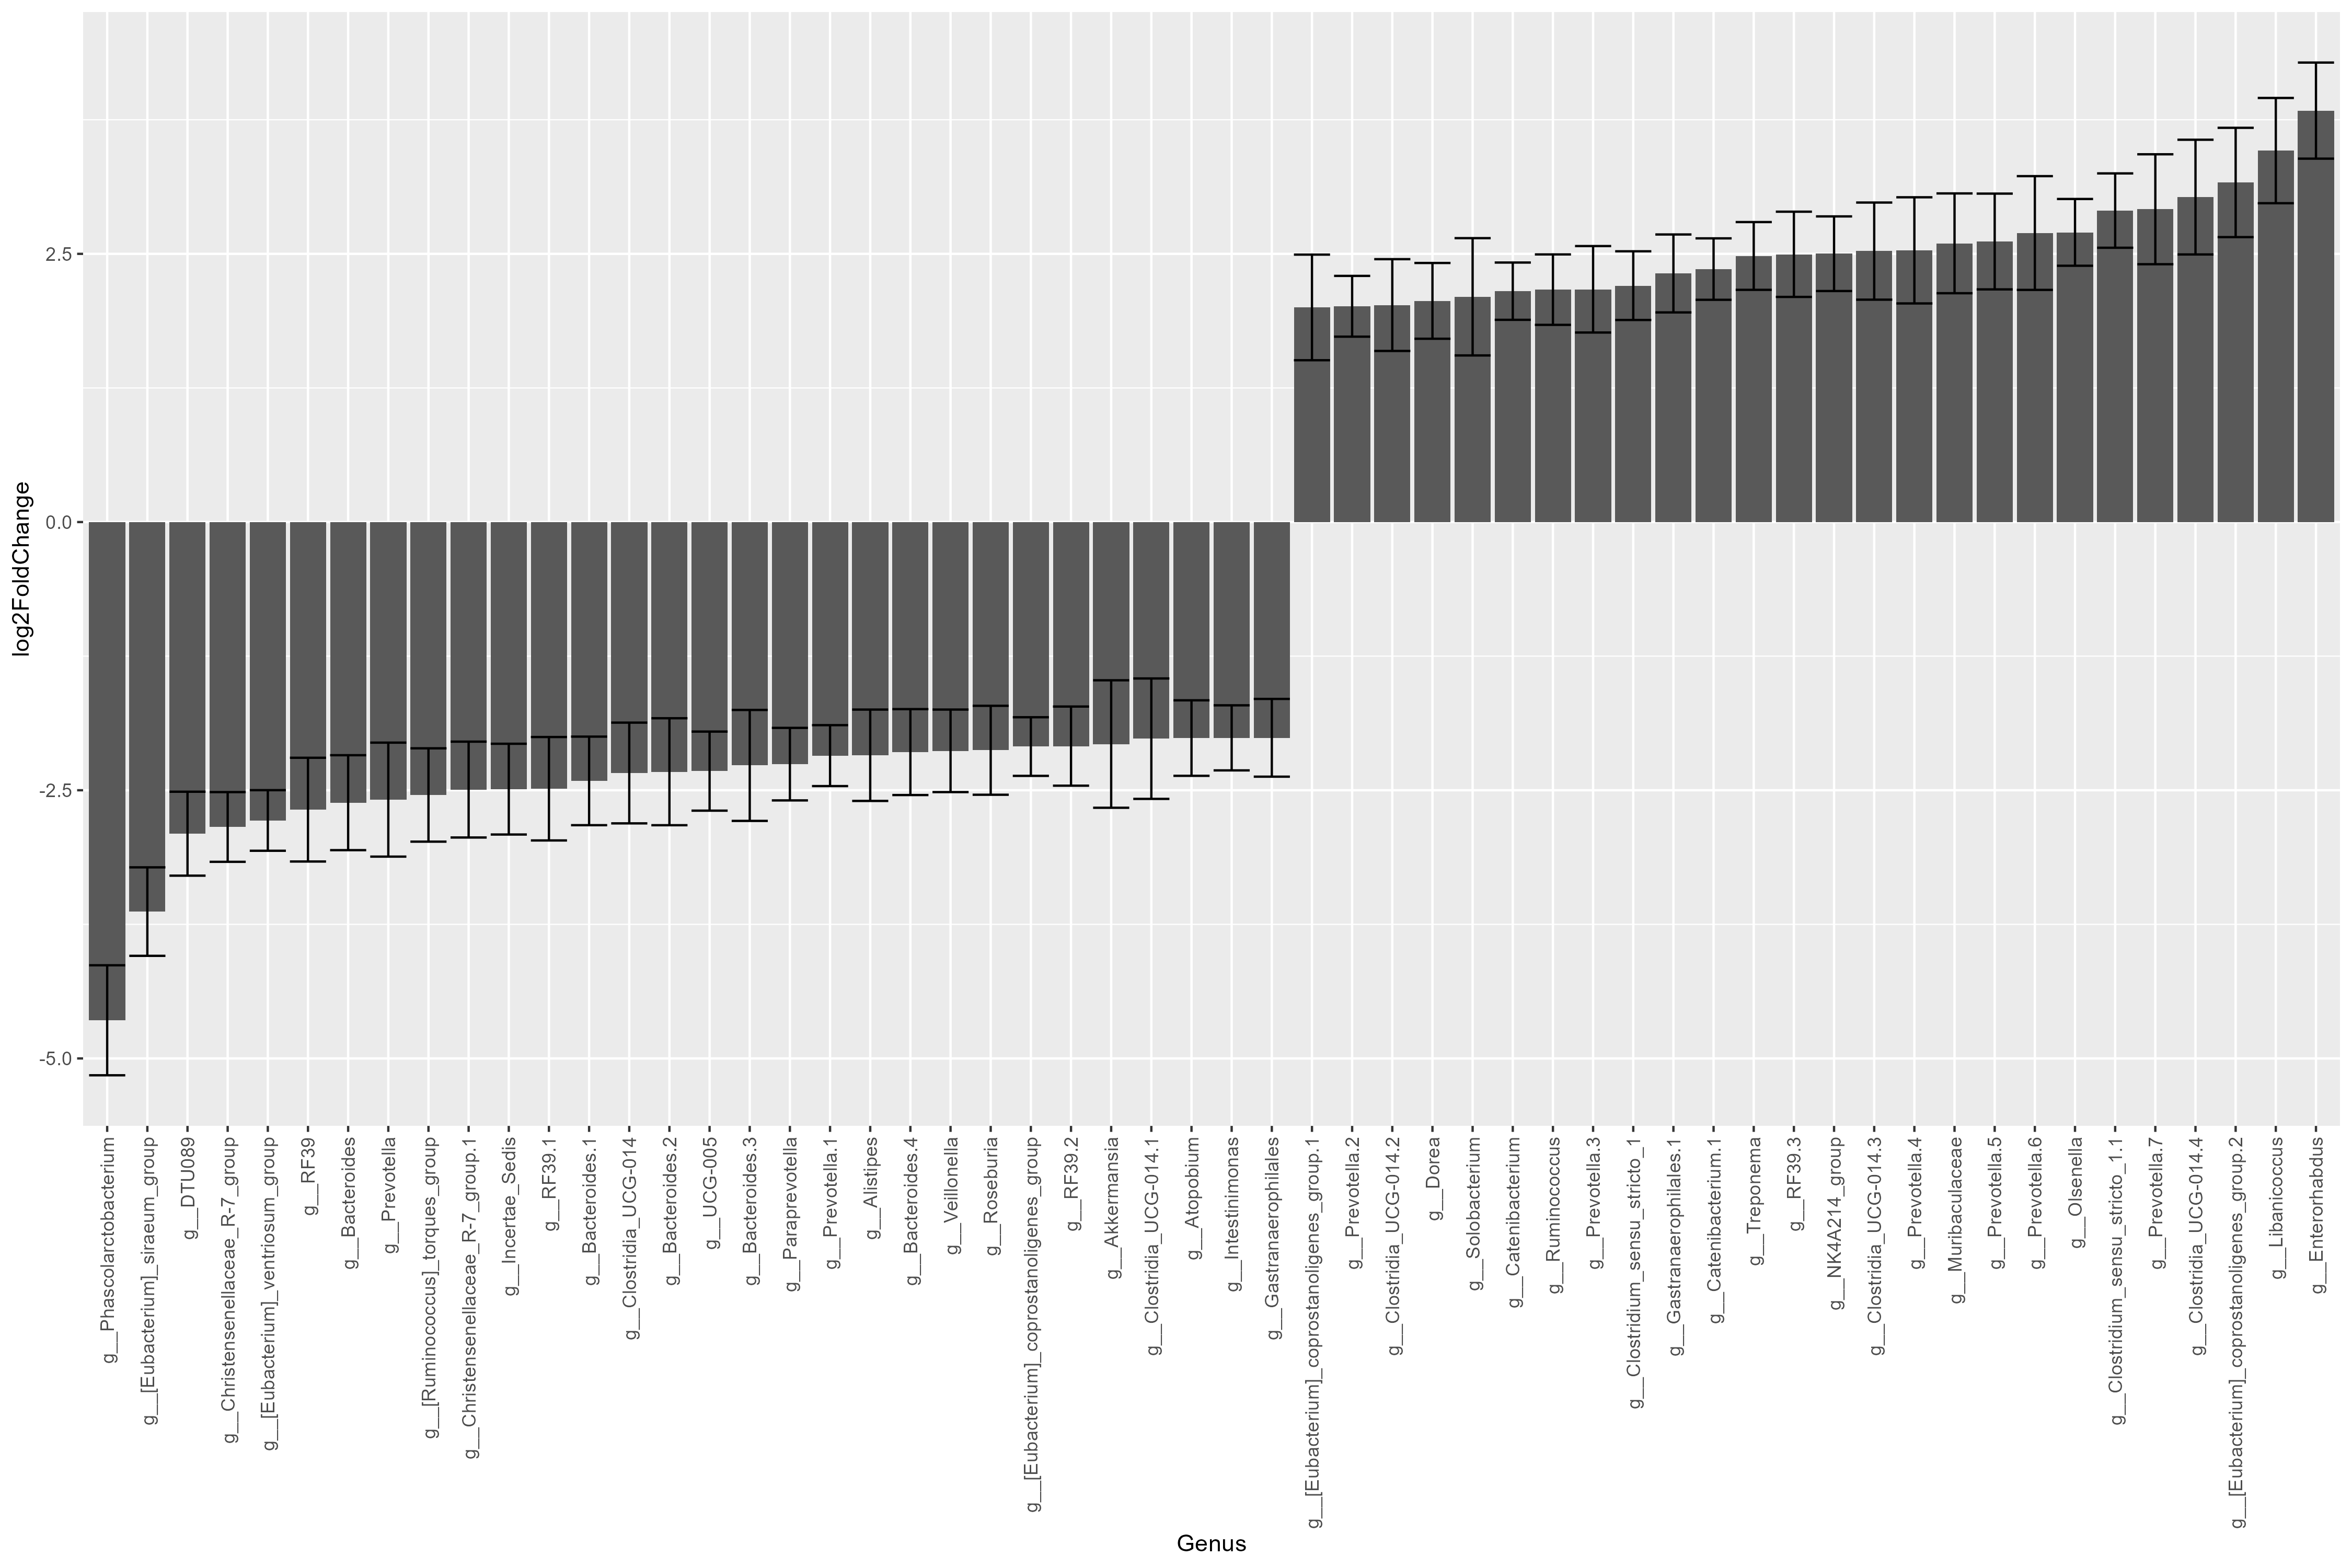 log2FoldChange
2.5
0.0
-2.5
-5.0
g__Phascolarctobacterium
g__[Eubacterium]_siraeum_group
g__DTU089
g__Christensenellaceae_R-7_group
g__[Eubacterium]_ventriosum_group
g__RF39
g__Bacteroides
g__Prevotella
g__[Ruminococcus]_torques_group
g__Christensenellaceae_R-7_group.1
g__Incertae_Sedis
g__RF39.1
g__Bacteroides.1
g__Clostridia_UCG-014
g__Bacteroides.2
g__UCG-005
g__Bacteroides.3
g__Paraprevotella
g__Prevotella.1
g__Alistipes
g__Bacteroides.4
g__Veillonella
g__Roseburia
g__[Eubacterium]_coprostanoligenes_group
g__RF39.2
g__Akkermansia
g__Clostridia_UCG-014.1
g__Atopobium
g__Intestinimonas
g__Gastranaerophilales
g__[Eubacterium]_coprostanoligenes_group.1
g__Prevotella.2
g__Clostridia_UCG-014.2
g__Dorea
g__Solobacterium
g__Catenibacterium
g__Ruminococcus
g__Prevotella.3
g__Clostridium_sensu_stricto_1
g__Gastranaerophilales.1
g__Catenibacterium.1
g__Treponema
g__RF39.3
g__NK4A214_group
g__Clostridia_UCG-014.3
g__Prevotella.4
g__Muribaculaceae
g__Prevotella.5
g__Prevotella.6
g__Olsenella
g__Clostridium_sensu_stricto_1.1
g__Prevotella.7
g__Clostridia_UCG-014.4
g__[Eubacterium]_coprostanoligenes_group.2
g__Libanicoccus
g__Enterorhabdus
Genus